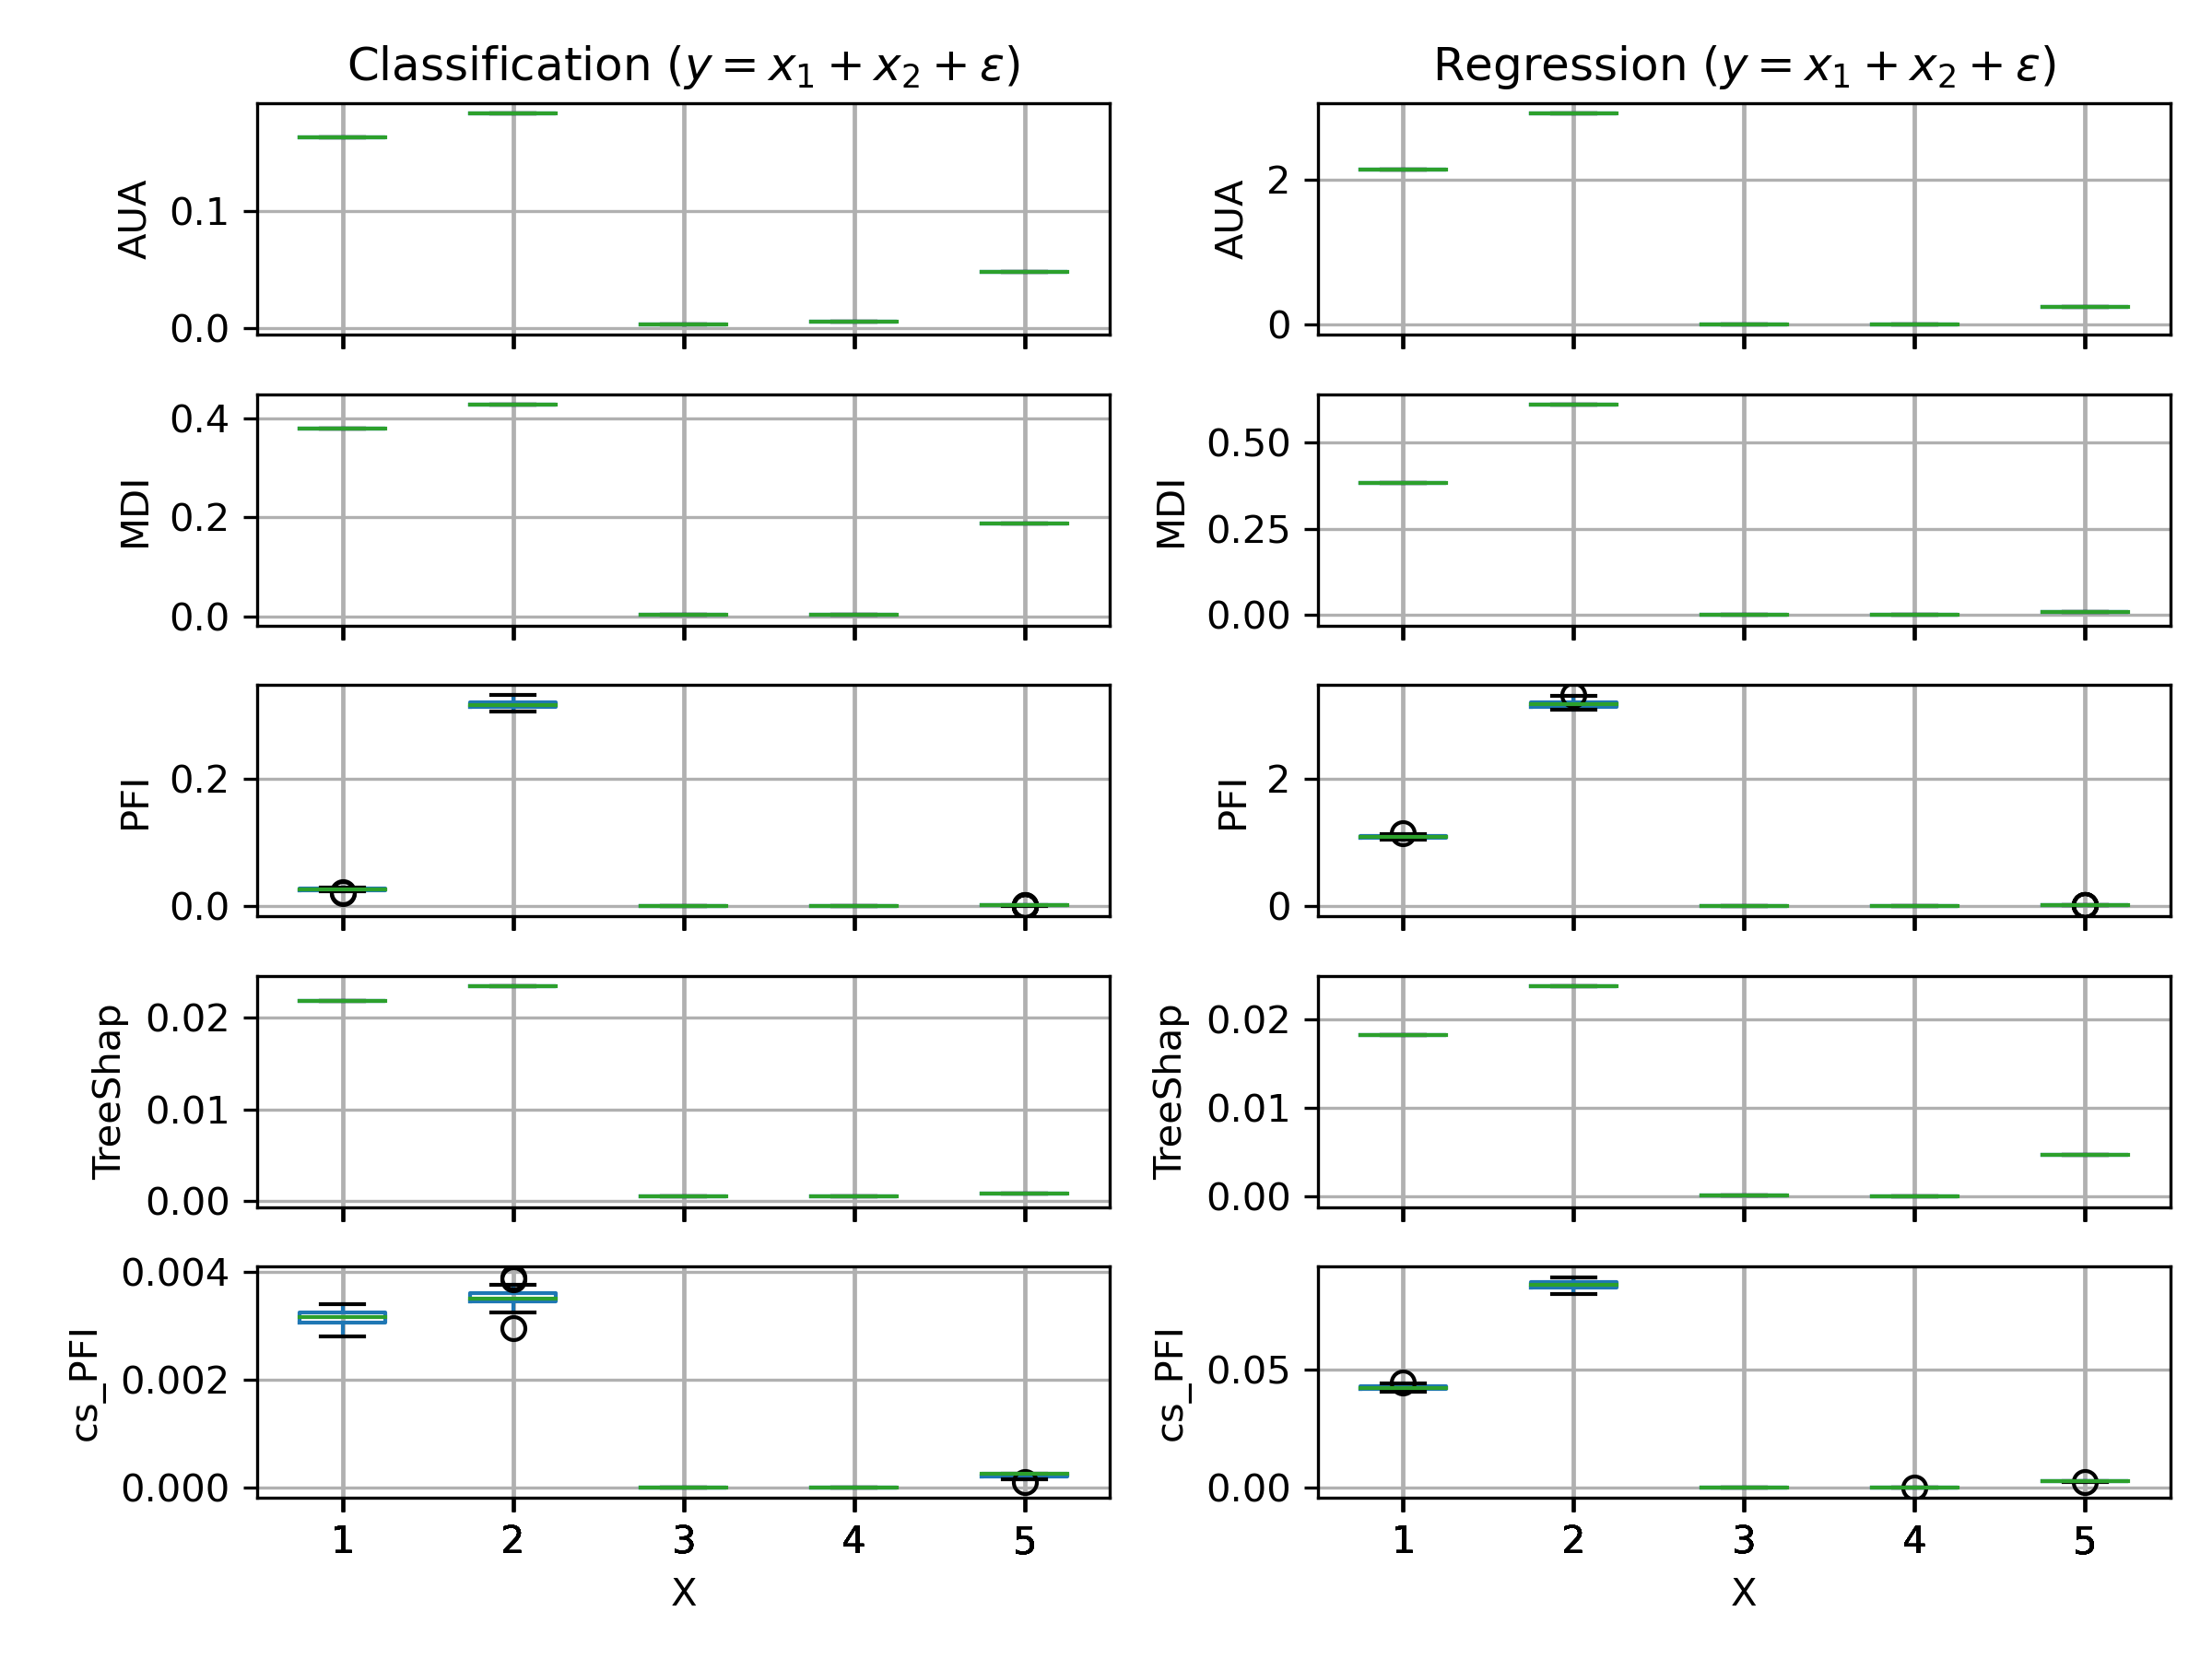 Classification (y = x₁ + x₂ + ε)
Regression (y = x₁ + x₂ + ε)
AUA
0.1
0.0
AUA
2
0
MDI
0.4
0.2
0.0
MDI
0.50
0.25
0.00
PFI
0.2
0.0
PFI
2
0
TreeShap
0.02
0.01
0.00
TreeShap
0.02
0.01
0.00
cs_PFI
0.004
0.002
0.000
cs_PFI
0.05
0.00
1 2 3 4 5
X
1 2 3 4 5
X